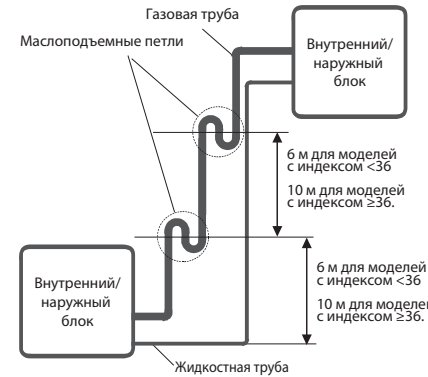 Газовая труба
Маслоподъемные петли
Внутренний/
наружный
блок
6 м для моделей
с индексом <36
10 м для моделей
с индексом ≥36.
6 м для моделей
с индексом <36
10 м для моделе
с индексом ≥36.
Внутренний/
наружный
блок
Жидкостная труба